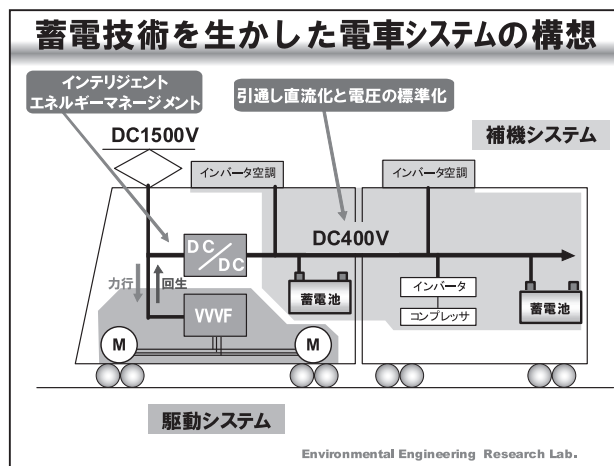 蓄電技術を生かした電車システムの構想
インテリジェント
エネルギーマネージメント
引通し直流化と電圧の標準化
DC1500V
補機システム
インバータ空調
インバータ空調
DC400V
DC/DC
力行
回生
蓄電池
インバータ
コンプレッサ
蓄電池
VVVF
M
M
駆動システム
Environmental Engineering Research Lab.